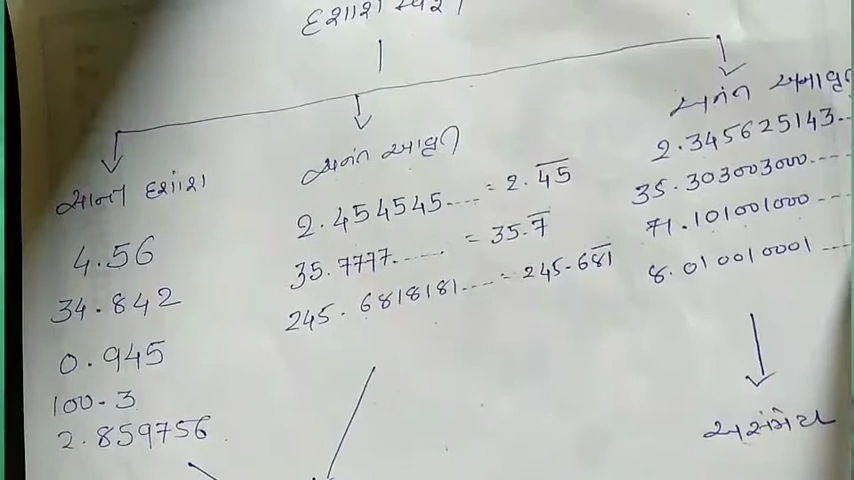 દશાંશ સ્વરૂપ
સાન્ત દશાંશ
4.56
34.842
0.945
100.3
2.859756
અનંત આવૃત્તિ
2.454545.... = 2.4̅5̅
35.7777...... = 35.7̅
245.6818181.... = 245.68̅1̅
અનંત અનાવૃત્ત
2.345625143...
35.303003000....
71.101001000 ----
8.010010001 ....
અસંમેય